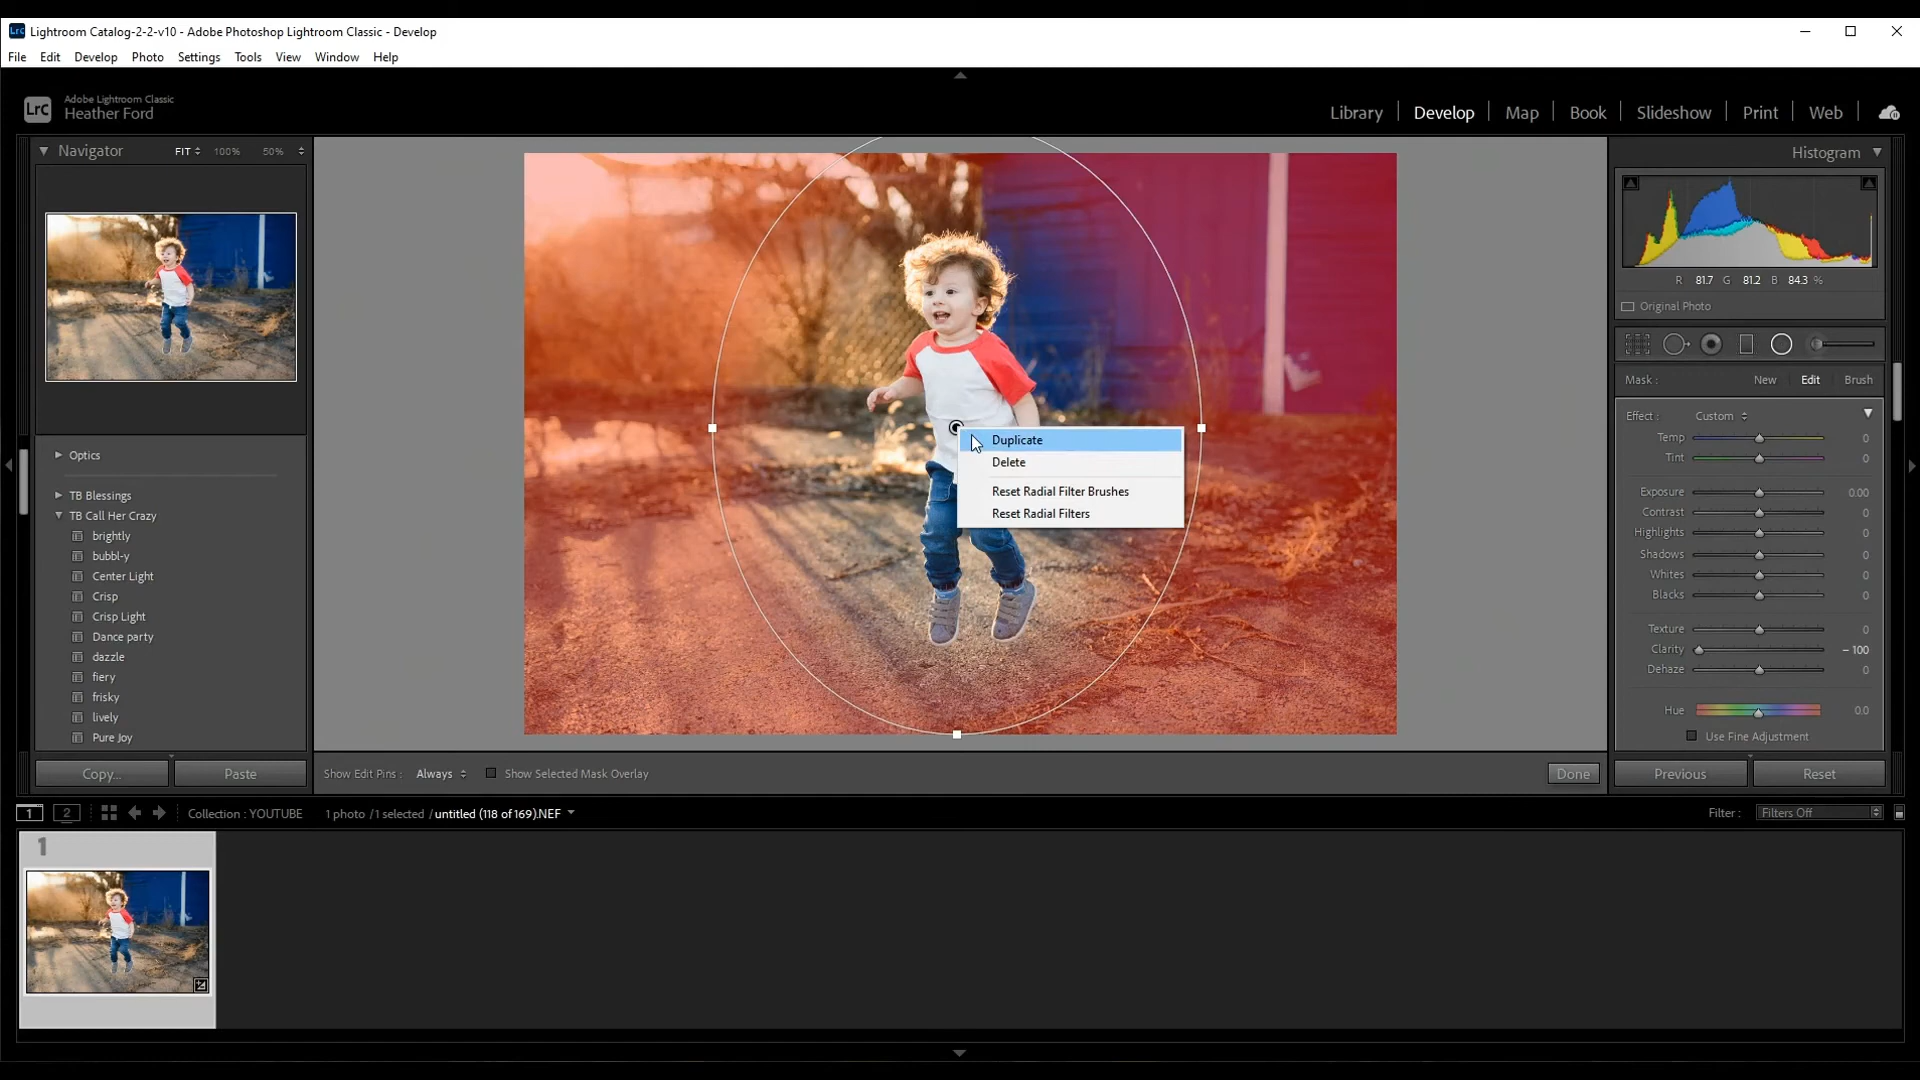 Lrc Lightroom Catalog-2-2-v10 - Adobe Photoshop Lightroom Classic - Develop
File Edit Develop Photo Settings Tools View Window Help
LrC Adobe Lightroom Classic
Heather Ford
Library Develop Map Book Slideshow Print Web
Navigator FIT 100% 50%
Optics
TB Blessings
TB Call Her Crazy
brightly
bubbl-y
Center Light
Crisp
Crisp Light
Dance party
dazzle
fiery
frisky
lively
Pure Joy
Copy... Paste
Duplicate
Delete
Reset Radial Filter Brushes
Reset Radial Filters
Show Edit Pins : Always Show Selected Mask Overlay Done
Histogram
R 81.7 G 81.2 B 84.3 %
Original Photo
Mask : New Edit Brush
Effect : Custom
Temp 0
Tint 0
Exposure 0.00
Contrast 0
Highlights 0
Shadows 0
Whites 0
Blacks 0
Texture 0
Clarity – 100
Dehaze 0
Hue 0.0
Use Fine Adjustment
Previous Reset
1 2 Collection : YOUTUBE 1 photo /1 selected /untitled (118 of 169).NEF Filter : Filters Off
1